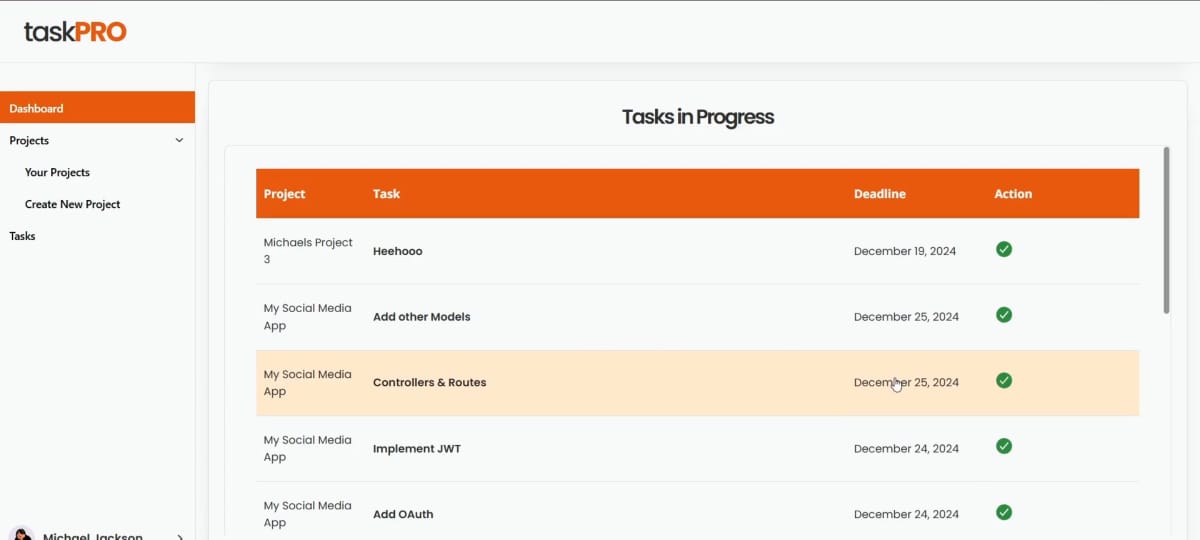 taskPRO
Dashboard
Projects
Your Projects
Create New Project
Tasks
Michael Jackson
Tasks in Progress
Project Task Deadline Action
Michaels Project
3
Heehooo
December 19, 2024
My Social Media
App
Add other Models
December 25, 2024
My Social Media
App
Controllers & Routes
December 25, 2024
My Social Media
App
Implement JWT
December 24, 2024
My Social Media
App
Add OAuth
December 24, 2024